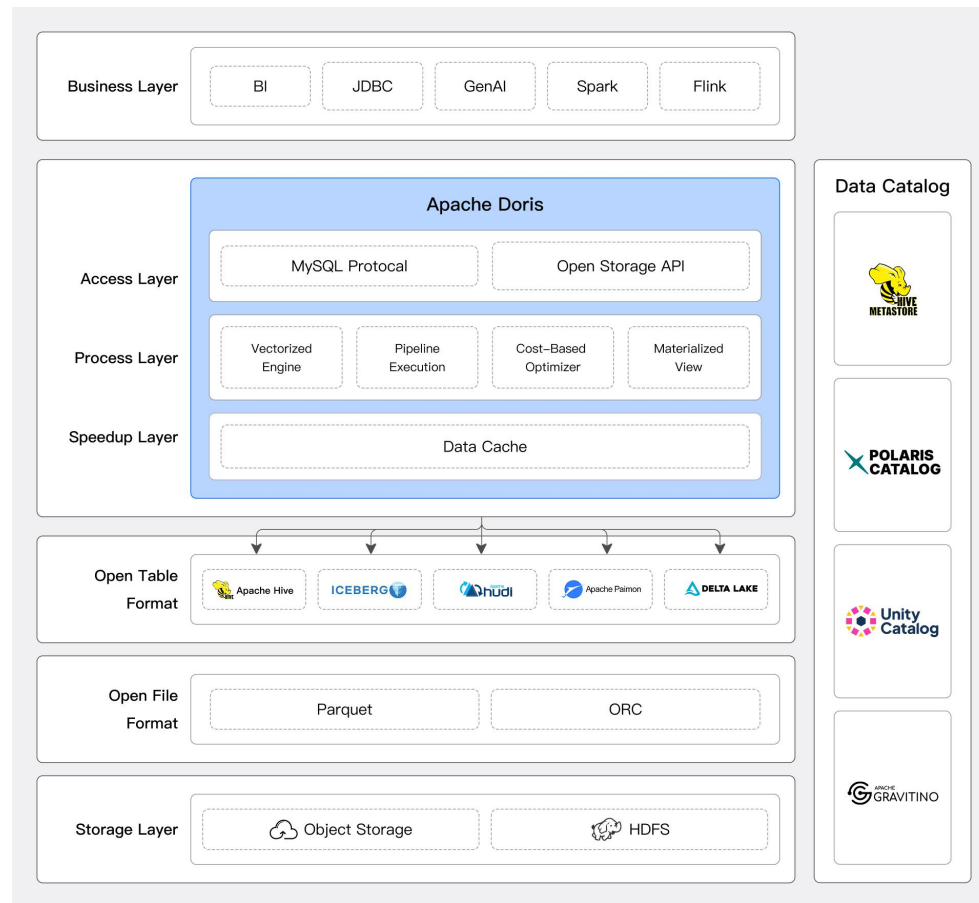 Business Layer
BI
JDBC
GenAI
Spark
Flink
Apache Doris
Access Layer
MySQL Protocal
Open Storage API
Process Layer
Vectorized
Engine
Pipeline
Execution
Cost-Based
Optimizer
Materialized
View
Speedup Layer
Data Cache
Open Table
Format
HIVE
Apache Hive
ICEBERG
APACHE
hudi
Apache Paimon
DELTA LAKE
Open File
Format
Parquet
ORC
Storage Layer
Object Storage
HDFS
Data Catalog
HIVE
METASTORE
POLARIS
CATALOG
Unity
Catalog
APACHE
GRAVITINO